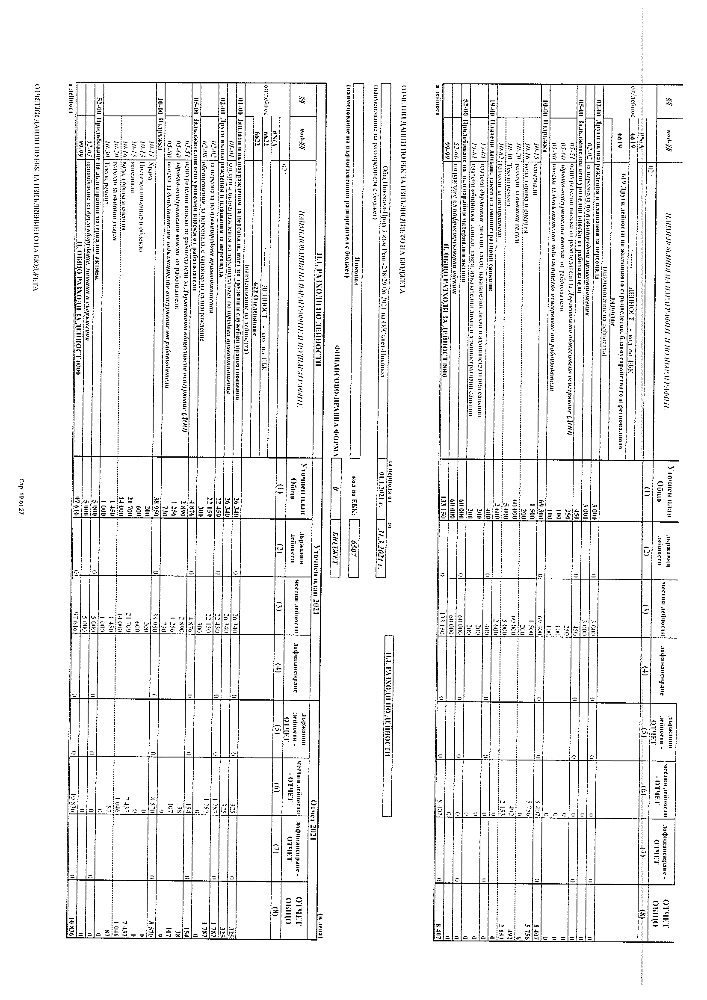 §§ под-§§ НАИМЕНОВАНИЯ НА ПАРАГРАФИТЕ И ПОДПАРАГРАФИТЕ: Уточнен план Общо държавни дейности местни дейности дофинансиране държавни дейности - ОТЧЕТ местни дейности - ОТЧЕТ дофинансиране - ОТЧЕТ ОТЧЕТ ОБЩО
02: (1) (2) (3) (4) (5) (6) (7) (8)
#N/A
оп/дейнос 6619 ДЕЙНОСТ - код по ЕБК
6619 619 Други дейности по жилищното строителство, благоустройството и регионалното развитие
(наименование на дейността)
02-00 Други възнаграждения и плащания за персонала 3 000 0 3 000 0 0 0 0 0
02-02 за персонала по извънтрудови правоотношения 3 000 3 000 0 0
05-00 Задължителни осигурителни вноски от работодатели 450 0 450 0 0 0 0 0
05-51 осигурителни вноски от работодатели за Държавното обществено осигуряване (ДОО) 250 250 0 0
05-60 здравно-осигурителни вноски от работодатели 100 100 0 0
05-80 вноски за допълнително задължително осигуряване от работодатели 100 100 0 0
10-00 Издръжка 69 300 0 69 300 0 0 8 407 0 8 407
10-15 материали 1 500 1 500 5 756 5 756
10-16 вода, горива и енергия 200 200 6 6
10-20 разходи за външни услуги 60 000 60 000 492 492
10-30 Текущ ремонт 5 000 5 000
10-62 разходи за застраховки 2 600 2 600 2 153 2 153
19-00 Платени данъци, такси и административни санкции 400 0 400 0 0 0 0 0
19-01 платени държавни данъци, такси, наказателни лихви и административни санкции 200 200 0 0
19-81 платени общински данъци, такси, наказателни лихви и административни санкции 200 200 0 0
52-00 Придобиване на дълготрайни материални активи 60 000 0 60 000 0 0 0 0 0
52-06 изграждане на инфраструктурни обекти 60 000 60 000 0 0
99-99 II. ОБЩО РАЗХОДИ ЗА ДЕЙНОСТ 0000 133 150 0 133 150 0 0 8 407 0 8 407
а дейност
ОТЧЕТНИ ДАННИ ПО ЕБК ЗА ИЗПЪЛНЕНИЕТО НА БЮДЖЕТА
за периода от до
Общ Никопол-Прил 3 към Реш -238/29 06 2021 на ОбСъвет-Никопол 01.1.2021 г. 31.3.2021 г. II.1. РАЗХОДИ ПО ДЕЙНОСТИ
(наименование на разпоредителя с бюджет)
Никопол код по ЕБК: 6507
(наименование на първостепенния разпоредител с бюджет)
ФИНАНСОВО-ПРАВНА ФОРМА 0 БЮДЖЕТ
(в лева)
II.1. РАЗХОДИ ПО ДЕЙНОСТИ Уточнен план 2021 Отчет 2021
§§ под-§§ НАИМЕНОВАНИЯ НА ПАРАГРАФИТЕ И ПОДПАРАГРАФИТЕ: Уточнен план Общо държавни дейности местни дейности дофинансиране държавни дейности - ОТЧЕТ местни дейности - ОТЧЕТ дофинансиране - ОТЧЕТ ОТЧЕТ ОБЩО
02: (1) (2) (3) (4) (5) (6) (7) (8)
#N/A
оп/дейнос 6622 ДЕЙНОСТ - код по ЕБК
6622 622 Озеленяване
(наименование на дейността)
01-00 Заплати и възнаграждения за персонала, нает по трудови и служебни правоотношения 26 340 0 26 340 0 0 325 0 325
01-01 заплати и възнаграждения на персонала нает по трудови правоотношения 26 340 26 340 325 325
02-00 Други възнаграждения и плащания за персонала 22 450 0 22 450 0 0 1 787 0 1 787
02-02 за персонала по извънтрудови правоотношения 22 150 22 150 1 787 1 787
02-08 обезщетения за персонала, с характер на възнаграждение 300 300 0 0
05-00 Задължителни осигурителни вноски от работодатели 4 876 0 4 876 0 0 154 0 154
05-51 осигурителни вноски от работодатели за Държавното обществено осигуряване (ДОО) 2 890 2 890 38 38
05-60 здравно-осигурителни вноски от работодатели 1 256 1 256 107 107
05-80 вноски за допълнително задължително осигуряване от работодатели 730 730 9 9
10-00 Издръжка 38 950 0 38 950 0 0 8 570 0 8 570
10-11 Храна 200 200 0 0
10-13 Постелен инвентар и облекло 600 600 0 0
10-15 материали 21 700 21 700 7 437 7 437
10-16 вода, горива и енергия 14 000 14 000 1 046 1 046
10-20 разходи за външни услуги 1 450 1 450 87 87
10-30 Текущ ремонт 1 000 1 000 0 0
52-00 Придобиване на дълготрайни материални активи 5 000 0 5 000 0 0 0 0 0
52-03 придобиване на друго оборудване, машини и съоръжения 5 000 5 000 0 0
99-99 II. ОБЩО РАЗХОДИ ЗА ДЕЙНОСТ 0000 97 616 0 97 616 0 0 10 836 0 10 836
а дейност
ОТЧЕТНИ ДАННИ ПО ЕБК ЗА ИЗПЪЛНЕНИЕТО НА БЮДЖЕТА
Стр 19 от 27